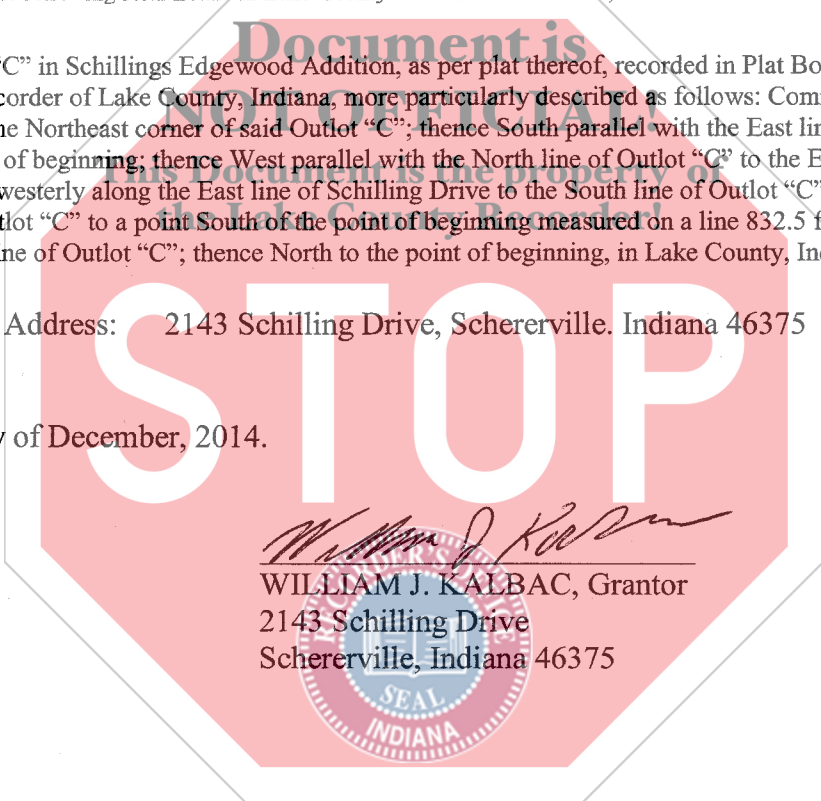 Document is
"C" in Schillings Edgewood Addition, as per plat thereof, recorded in Plat Bo
corder of Lake County, Indiana, more particularly described as follows: Com
NOT OFFICIAL!
ne Northeast corner of said Outlot "C"; thence South parallel with the East lin
of beginning; thence West parallel with the North line of Outlot "C" to the E
This Document is the property of
westerly along the East line of Schilling Drive to the South line of Outlot "C"
the Lake County Recorder!
tlot "C" to a point South of the point of beginning measured on a line 832.5 f
ne of Outlot "C"; thence North to the point of beginning, in Lake County, In
Address: 2143 Schilling Drive, Schererville. Indiana 46375
STOP
y of December, 2014.
William J Kalbac
WILLIAM J. KALBAC, Grantor
2143 Schilling Drive
Schererville, Indiana 46375
RECORDER'S OFFICE
SEAL
INDIANA